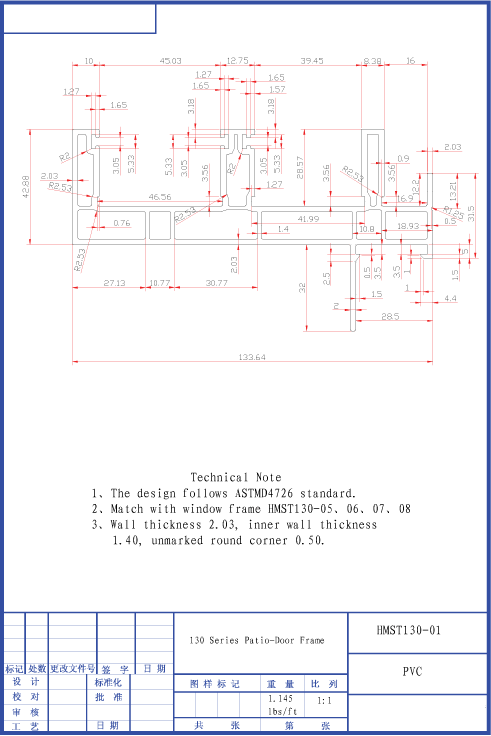 10 45.03 12.75 39.45 8.38 16
1.27 1.65
1.65 1.57
1.27
1.65
3.18 3.18
42.88
R2
3.05 5.33 5.33 3.05 3.56 R2 3.05 5.33 28.57 3.56 R2.53 3.56 0.9 2.03
2.03
R2.53
46.56
1.27
12.2 13.21 31.5
16.9
R1.25
R2.53
0.76
41.99
1.4
10.8 18.93
0.5
R2.53
2.03
32
2.5 0.5 3.5 3.5 1 1.5 5
27.13 10.77 30.77
2 1.5
1 4.4
28.5
133.64
Technical Note
1、The design follows ASTMD4726 standard.
2、Match with window frame HMST130-05、06、07、08
3、Wall thickness 2.03, inner wall thickness
1.40, unmarked round corner 0.50.
130 Series Patio-Door Frame
HMST130-01
PVC
标记 处数 更改文件号 签 字 日 期
设 计 标准化
校 对 批 准
审 核
工 艺 日 期
图 样 标 记 重 量 比 列
1.145
lbs/ft
1:1
共 张 第 张